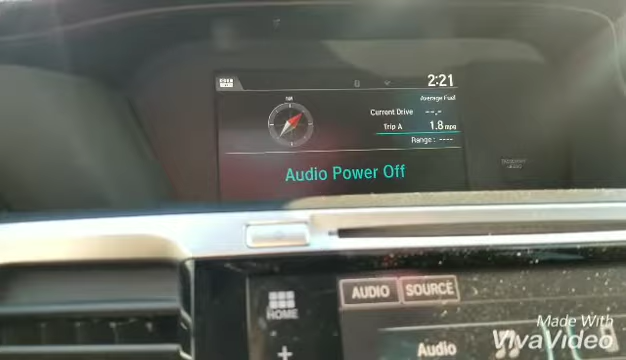 2:21
Average Fuel
Current Drive --.-
Trip A 1.8 mpg
Range: ----
Audio Power Off
AUDIO SOURCE
HOME
+
Audio
Made With
VivaVideo